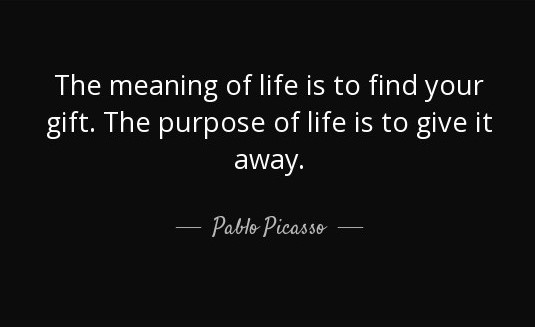 The meaning of life is to find your
gift. The purpose of life is to give it
away.
Pablo Picasso